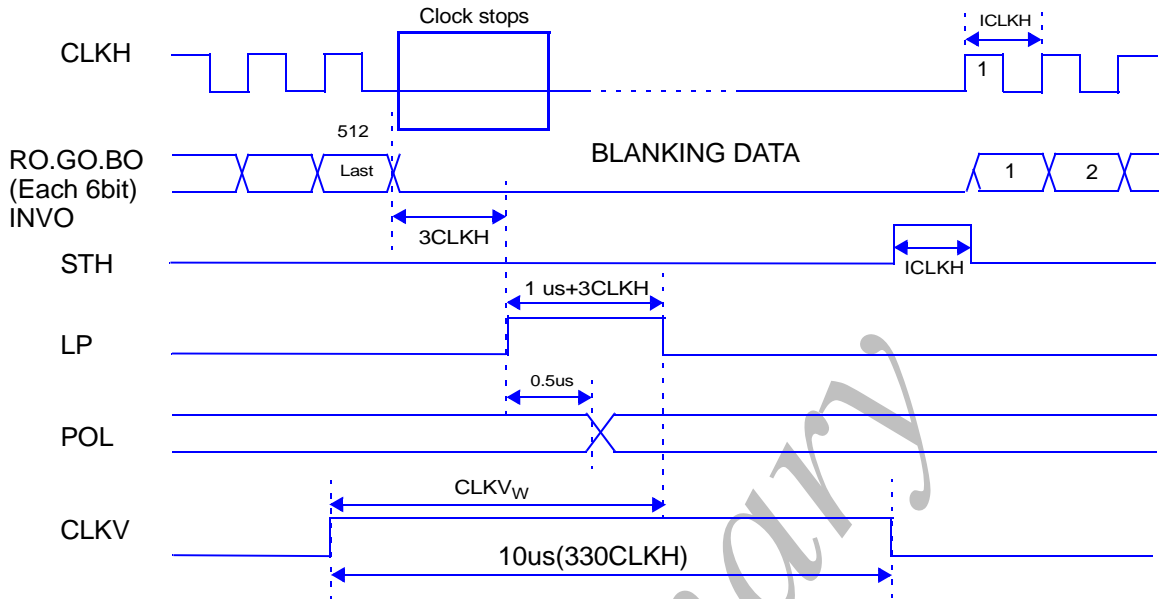 Clock stops
CLKH
ICLKH
1
512
RO.GO.BO
(Each 6bit)
INVO
Last
BLANKING DATA
1
2
3CLKH
STH
ICLKH
1 us+3CLKH
LP
0.5us
POL
CLKVW
CLKV
10us(330CLKH)